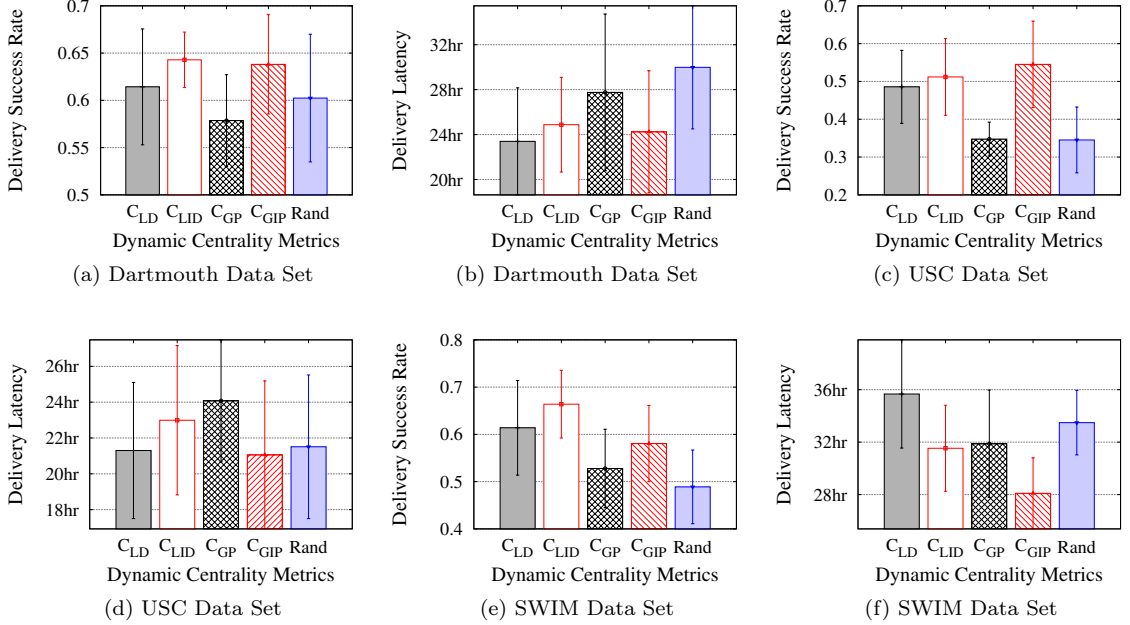 Delivery Success Rate
0.7
0.65
0.6
0.55
0.5
C_LD C_LID C_GP C_GIP Rand
Dynamic Centrality Metrics
(a) Dartmouth Data Set
Delivery Latency
32hr
28hr
24hr
20hr
C_LD C_LID C_GP C_GIP Rand
Dynamic Centrality Metrics
(b) Dartmouth Data Set
Delivery Success Rate
0.7
0.6
0.5
0.4
0.3
0.2
C_LD C_LID C_GP C_GIP Rand
Dynamic Centrality Metrics
(c) USC Data Set
Delivery Latency
26hr
24hr
22hr
20hr
18hr
C_LD C_LID C_GP C_GIP Rand
Dynamic Centrality Metrics
(d) USC Data Set
Delivery Success Rate
0.8
0.7
0.6
0.5
0.4
C_LD C_LID C_GP C_GIP Rand
Dynamic Centrality Metrics
(e) SWIM Data Set
Delivery Latency
36hr
32hr
28hr
C_LD C_LID C_GP C_GIP Rand
Dynamic Centrality Metrics
(f) SWIM Data Set